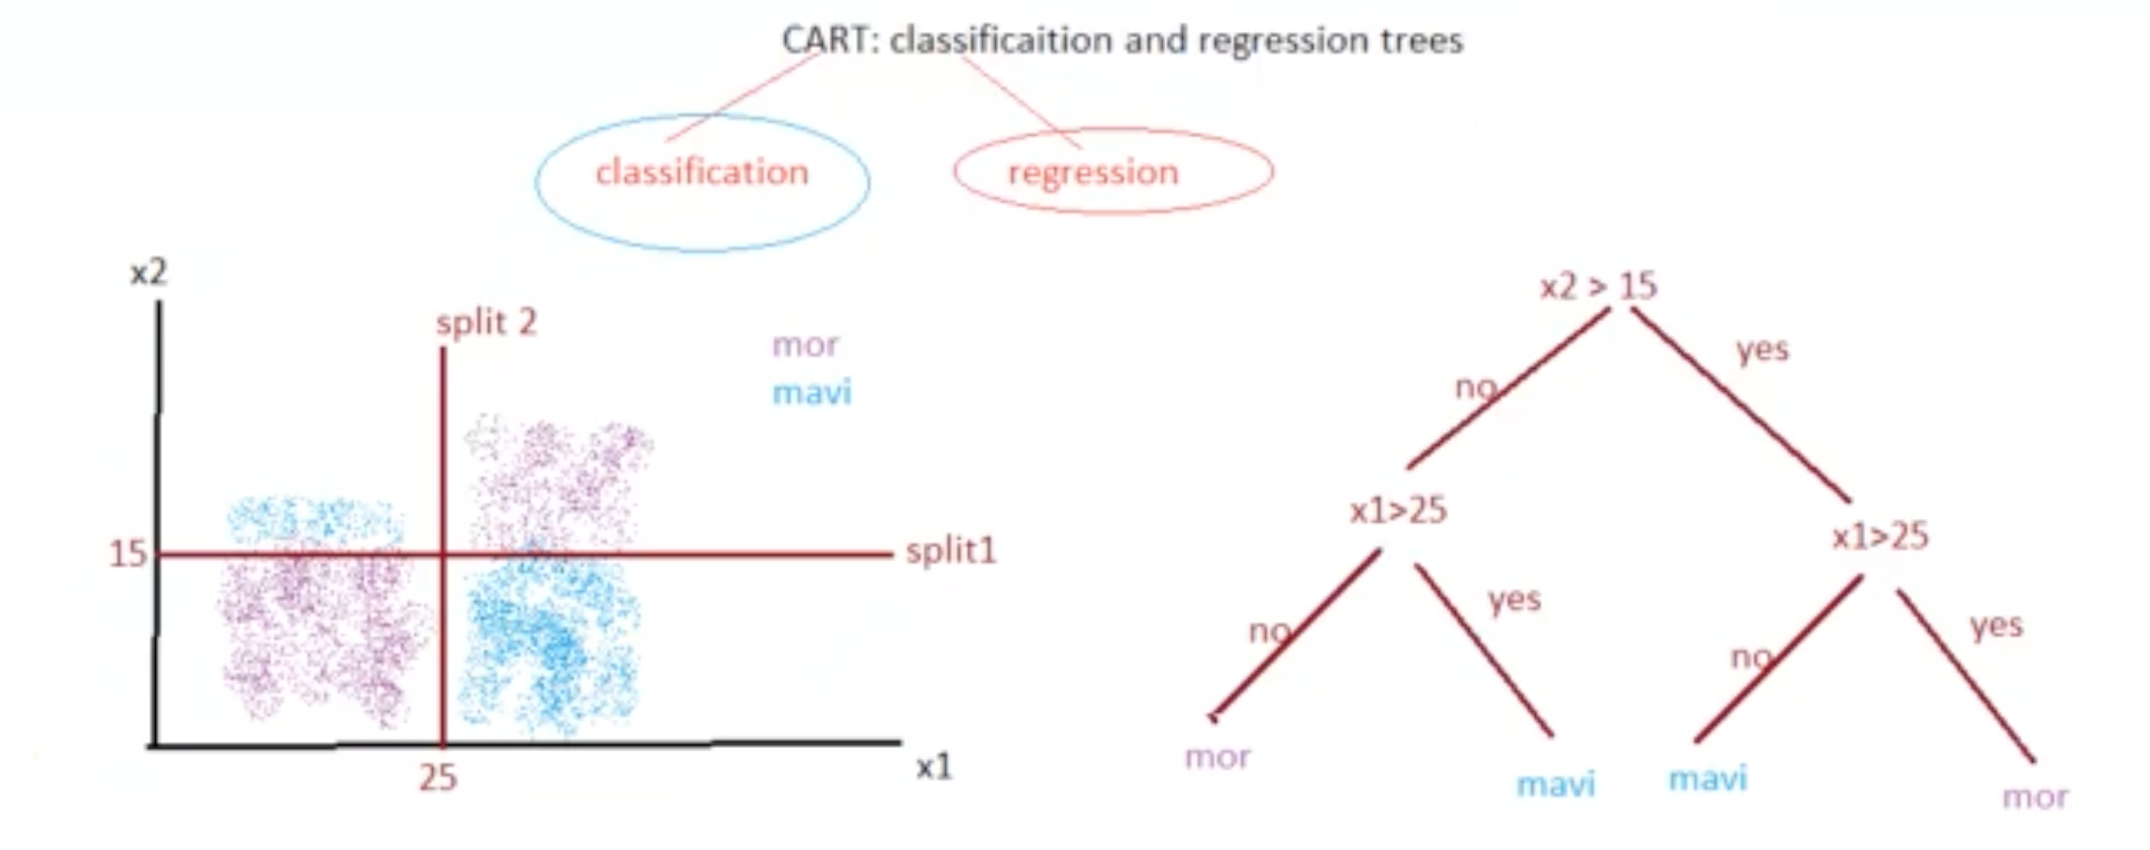 CART: classificaition and regression trees
classification
regression
x2
split 2
mor
mavi
15
split1
25
x1
x2 > 15
no
yes
x1>25
x1>25
no
yes
no
yes
mor
mavi
mavi
mor